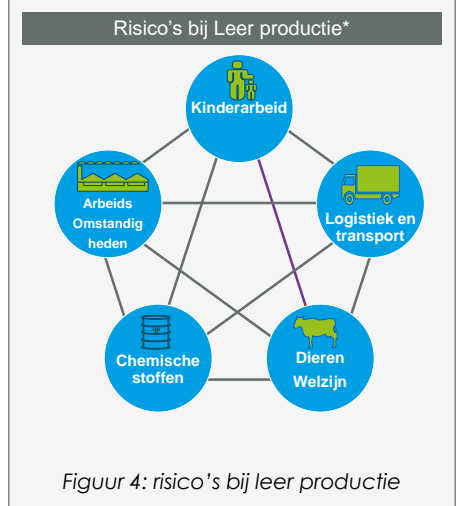 Risico's bij Leer productie*
Kinderarbeid
Arbeids
Omstandig
heden
Logistiek en
transport
Chemische
stoffen
Dieren
Welzijn
Figuur 4: risico's bij leer productie